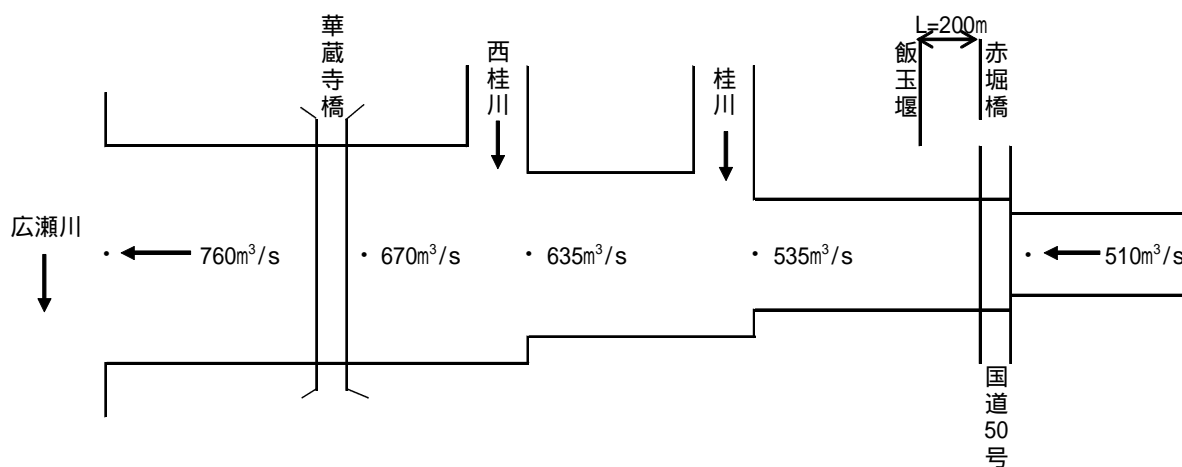 華蔵寺橋
西桂川
桂川
飯玉堰
L=200m
赤堀橋
広瀬川
760m³/s
670m³/s
635m³/s
535m³/s
510m³/s
国道50号